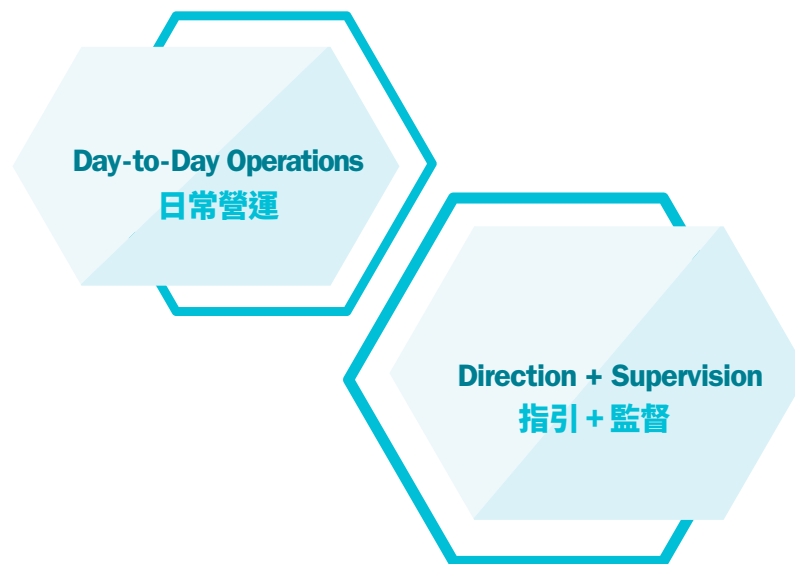 Day-to-Day Operations
日常營運
Direction + Supervision
指引 + 監督